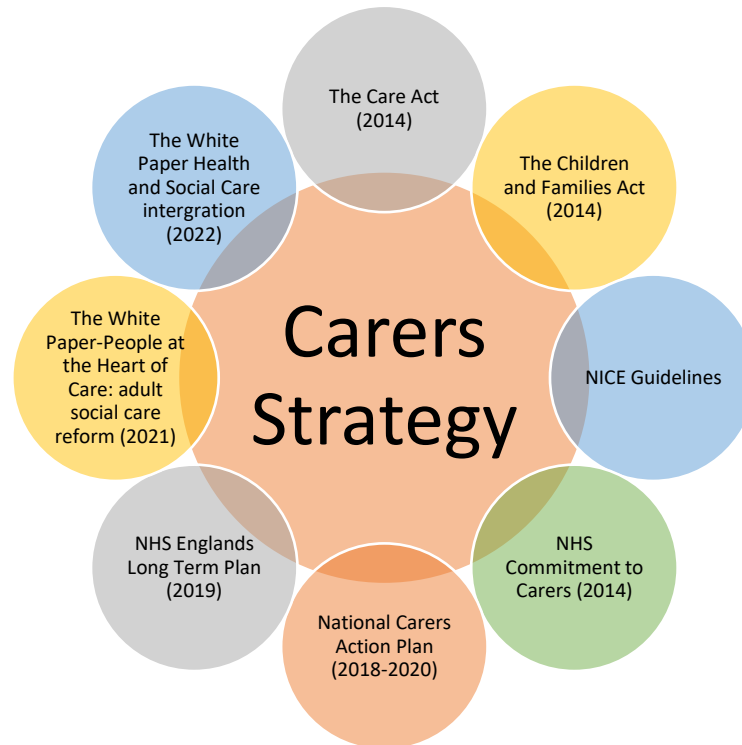 Carers
Strategy
The Care Act
(2014)
The Children
and Families Act
(2014)
NICE Guidelines
NHS
Commitment to
Carers (2014)
National Carers
Action Plan
(2018-2020)
NHS Englands
Long Term Plan
(2019)
The White
Paper-People at
the Heart of
Care: adult
social care
reform (2021)
The White
Paper Health
and Social Care
intergration
(2022)